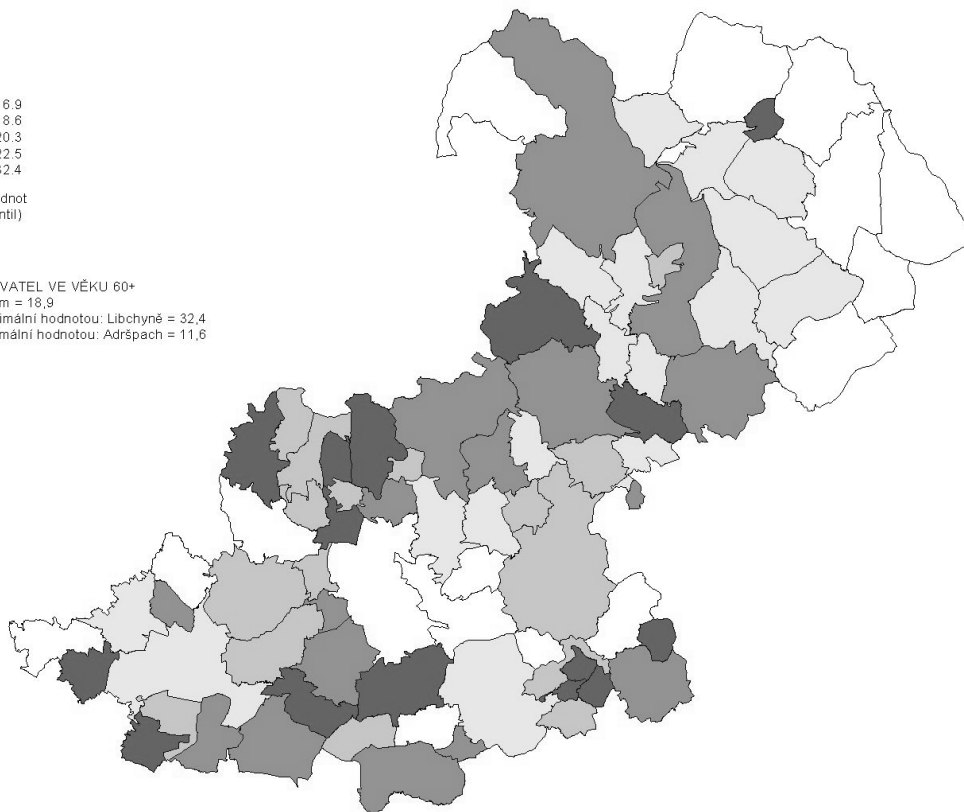 6.9
8.6
20.3
22.5
32.4
dnot
ntil)
VATEL VE VĚKU 60+
m = 18,9
imální hodnotou: Libchyně = 32,4
mální hodnotou: Adršpach = 11,6